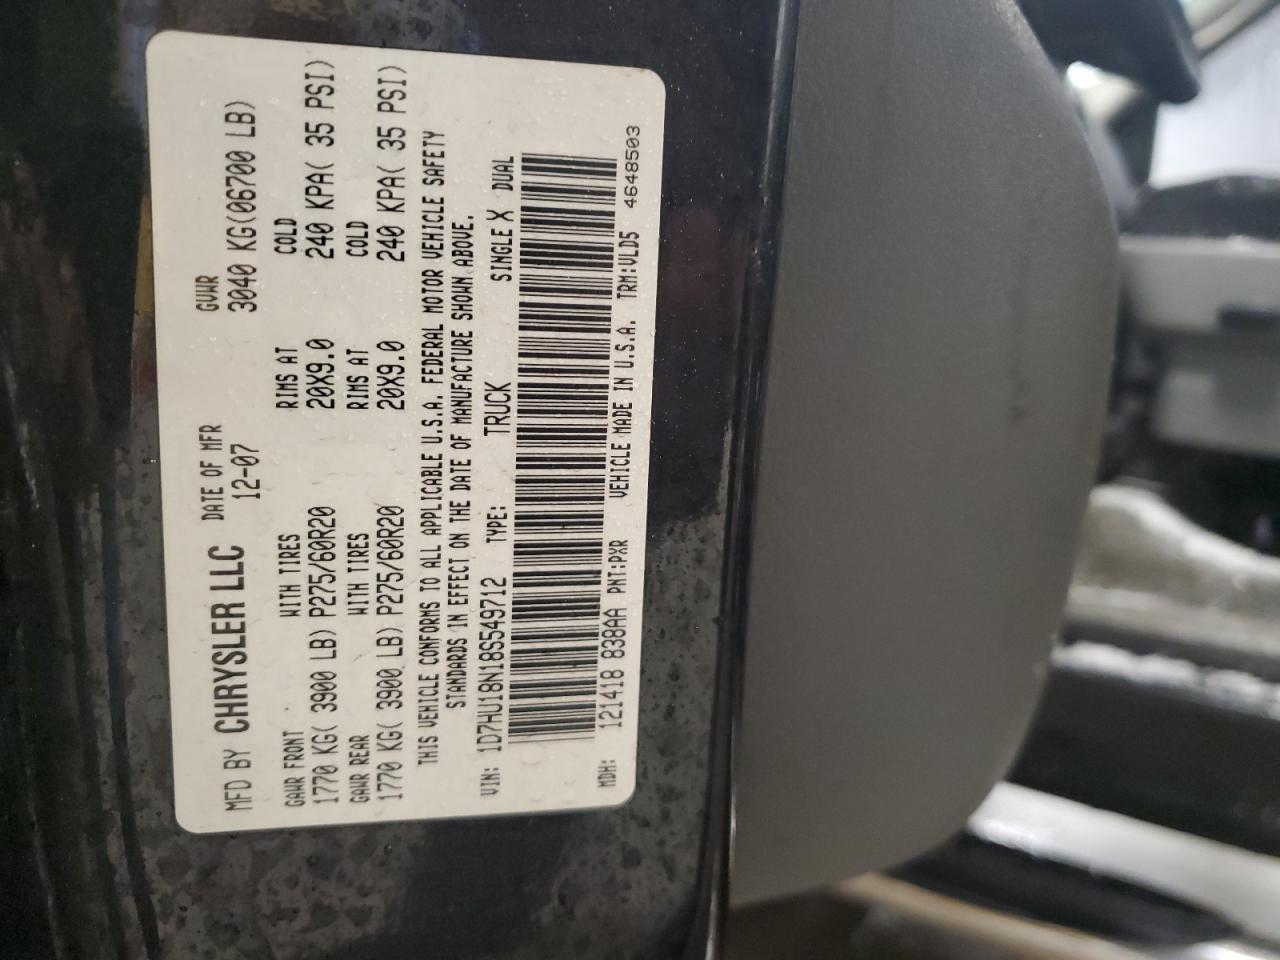 MFD BY CHRYSLER LLC DATE OF MFR 12-07 GVWR 3040 KG(06700 LB)
GAWR FRONT WITH TIRES RIMS AT COLD
1770 KG( 3900 LB) P275/60R20 20X9.0 240 KPA( 35 PSI)
GAWR REAR WITH TIRES RIMS AT COLD
1770 KG( 3900 LB) P275/60R20 20X9.0 240 KPA( 35 PSI)
THIS VEHICLE CONFORMS TO ALL APPLICABLE U.S.A. FEDERAL MOTOR VEHICLE SAFETY
STANDARDS IN EFFECT ON THE DATE OF MANUFACTURE SHOWN ABOVE.
VIN: 1D7HU18N18S549712 TYPE: TRUCK SINGLE X DUAL
MDH: 121418 838AA PNT:PXR VEHICLE MADE IN U.S.A. TRM:VLD5 4648503